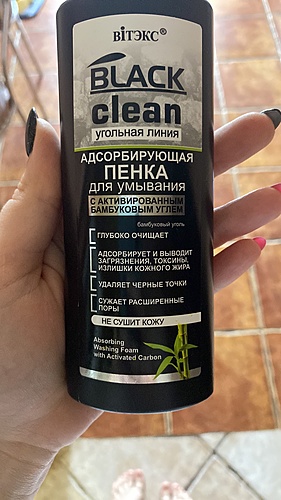 ВІТЭКС®
BLACK
clean
угольная линия
АДСОРБИРУЮЩАЯ
ПЕНКА
для умывания
С АКТИВИРОВАННЫМ
БАМБУКОВЫМ УГЛЕМ
бамбуковый уголь
ГЛУБОКО ОЧИЩАЕТ
АДСОРБИРУЕТ И ВЫВОДИТ
ЗАГРЯЗНЕНИЯ, ТОКСИНЫ,
ИЗЛИШКИ КОЖНОГО ЖИРА
УДАЛЯЕТ ЧЕРНЫЕ ТОЧКИ
СУЖАЕТ РАСШИРЕННЫЕ
ПОРЫ
НЕ СУШИТ КОЖУ
Absorbing
Washing Foam
with Activated Carbon